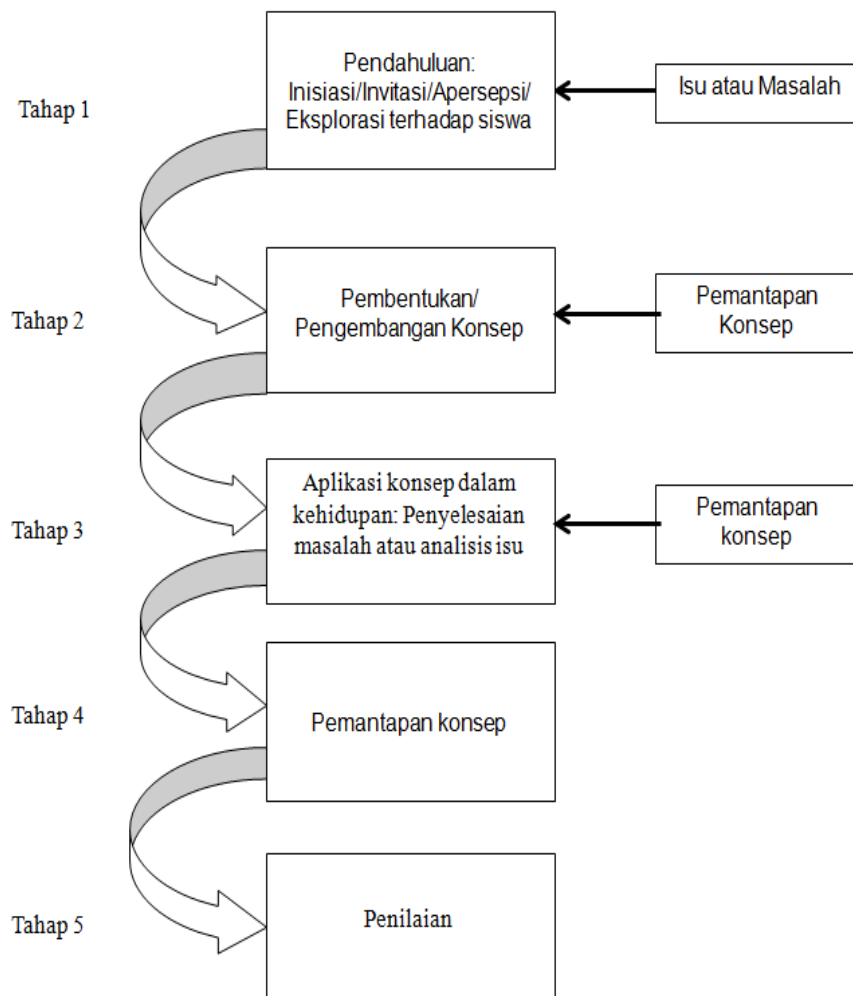 Tahap 1
Pendahuluan:
Inisiasi/Invitasi/Apersepsi/
Eksplorasi terhadap siswa
Isu atau Masalah
Tahap 2
Pembentukan/
Pengembangan Konsep
Pemantapan
Konsep
Tahap 3
Aplikasi konsep dalam
kehidupan: Penyelesaian
masalah atau analisis isu
Pemantapan
konsep
Tahap 4
Pemantapan konsep
Tahap 5
Penilaian